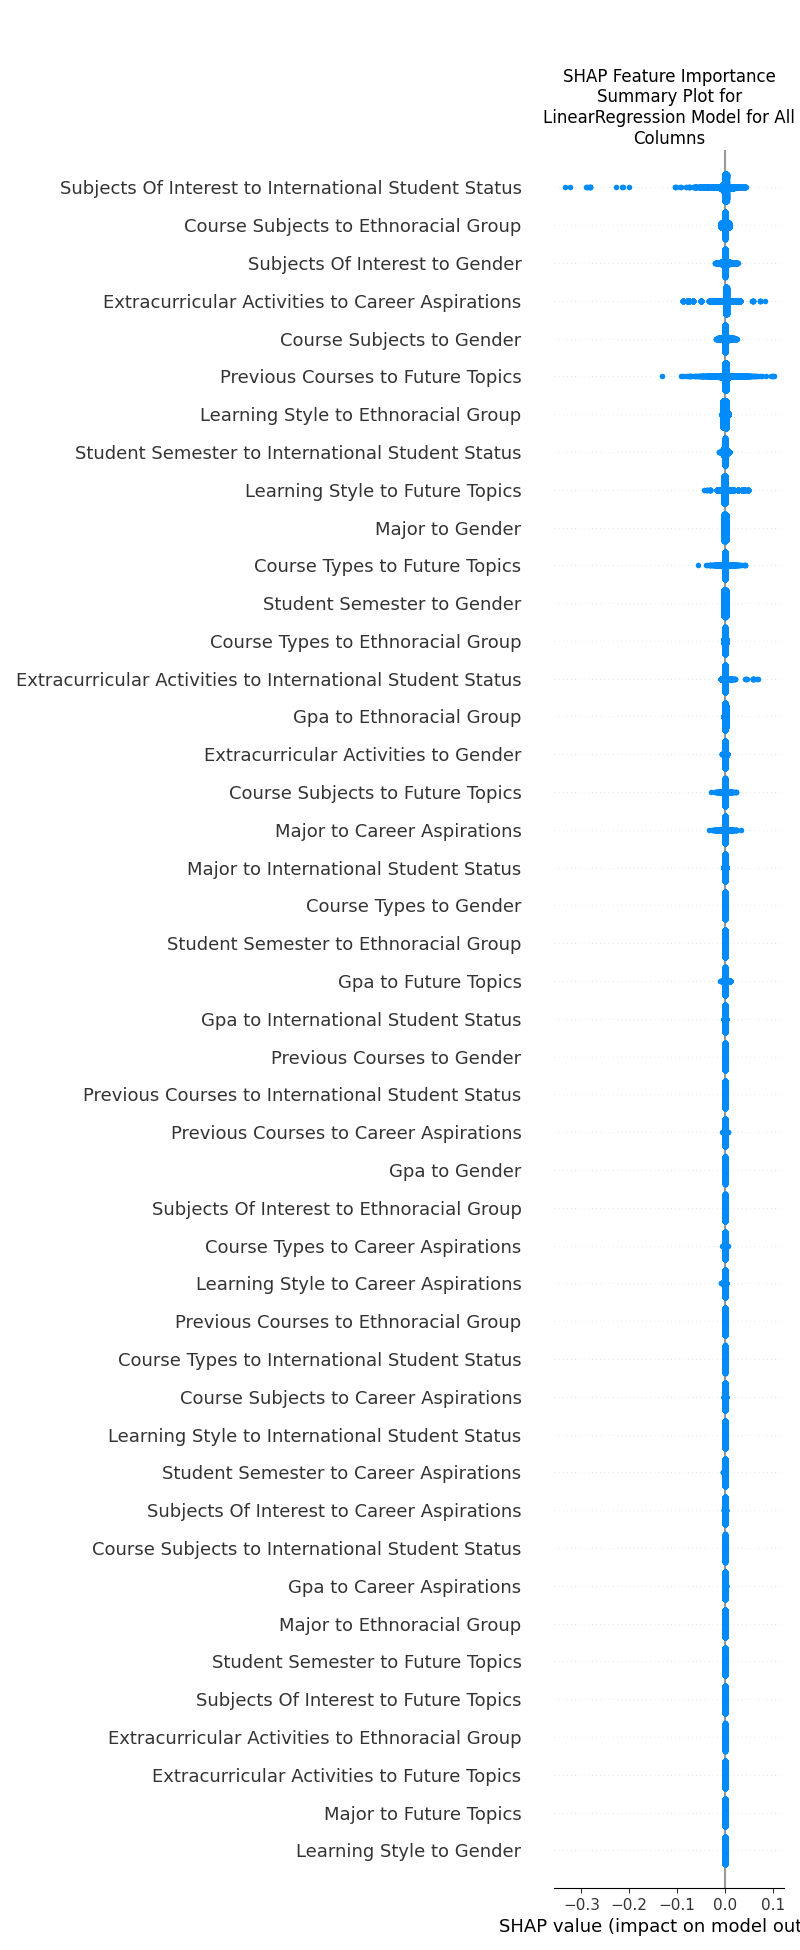 SHAP Feature Importance
Summary Plot for
LinearRegression Model for All
Columns
Subjects Of Interest to International Student Status
Course Subjects to Ethnoracial Group
Subjects Of Interest to Gender
Extracurricular Activities to Career Aspirations
Course Subjects to Gender
Previous Courses to Future Topics
Learning Style to Ethnoracial Group
Student Semester to International Student Status
Learning Style to Future Topics
Major to Gender
Course Types to Future Topics
Student Semester to Gender
Course Types to Ethnoracial Group
Extracurricular Activities to International Student Status
Gpa to Ethnoracial Group
Extracurricular Activities to Gender
Course Subjects to Future Topics
Major to Career Aspirations
Major to International Student Status
Course Types to Gender
Student Semester to Ethnoracial Group
Gpa to Future Topics
Gpa to International Student Status
Previous Courses to Gender
Previous Courses to International Student Status
Previous Courses to Career Aspirations
Gpa to Gender
Subjects Of Interest to Ethnoracial Group
Course Types to Career Aspirations
Learning Style to Career Aspirations
Previous Courses to Ethnoracial Group
Course Types to International Student Status
Course Subjects to Career Aspirations
Learning Style to International Student Status
Student Semester to Career Aspirations
Subjects Of Interest to Career Aspirations
Course Subjects to International Student Status
Gpa to Career Aspirations
Major to Ethnoracial Group
Student Semester to Future Topics
Subjects Of Interest to Future Topics
Extracurricular Activities to Ethnoracial Group
Extracurricular Activities to Future Topics
Major to Future Topics
Learning Style to Gender
−0.3 −0.2 −0.1 0.0 0.1
SHAP value (impact on model out